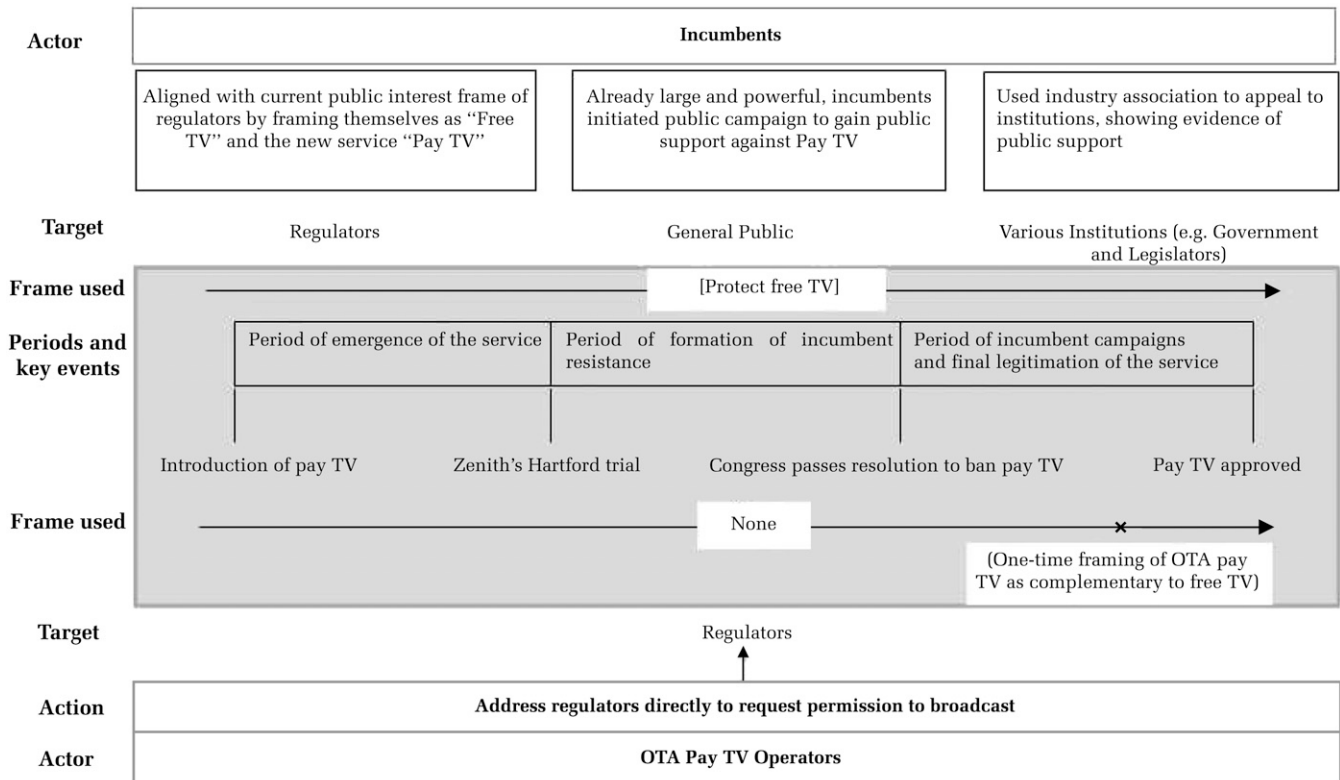 Actor
Incumbents
Aligned with current public interest frame of
regulators by framing themselves as “Free
TV” and the new service “Pay TV”
Already large and powerful, incumbents
initiated public campaign to gain public
support against Pay TV
Used industry association to appeal to
institutions, showing evidence of
public support
Target
Regulators
General Public
Various Institutions (e.g. Government
and Legislators)
Frame used
[Protect free TV]
Periods and
key events
Period of emergence of the service
Period of formation of incumbent
resistance
Period of incumbent campaigns
and final legitimation of the service
Introduction of pay TV
Zenith’s Hartford trial
Congress passes resolution to ban pay TV
Pay TV approved
Frame used
None
(One-time framing of OTA pay
TV as complementary to free TV)
Target
Regulators
Action
Address regulators directly to request permission to broadcast
Actor
OTA Pay TV Operators